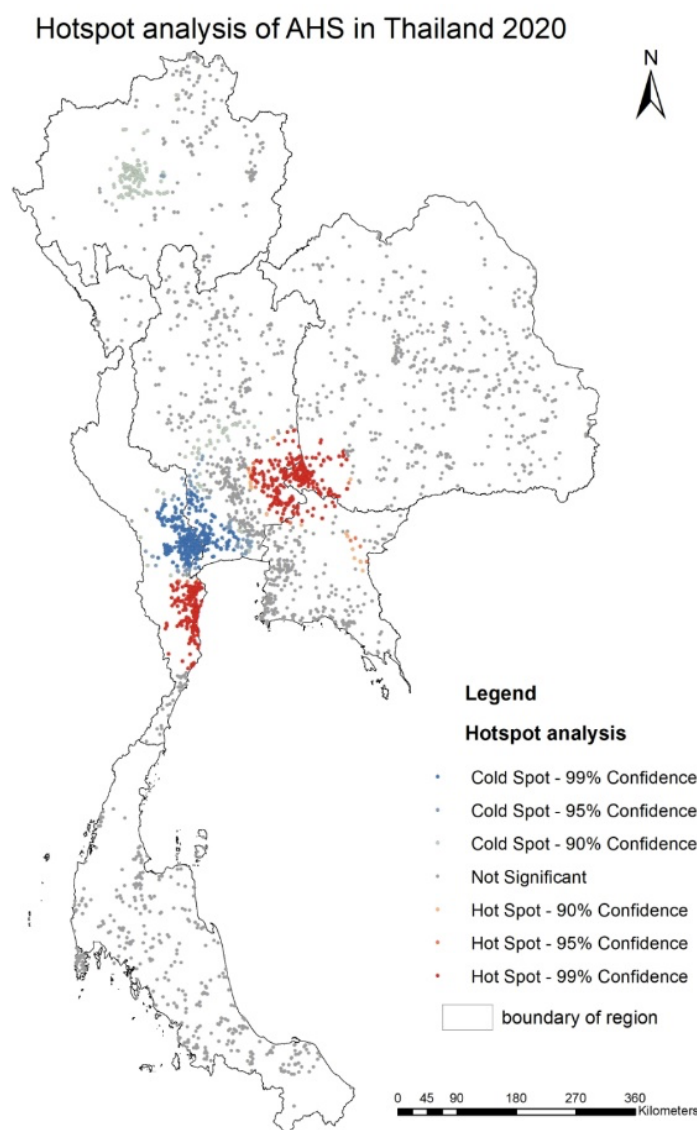 Hotspot analysis of AHS in Thailand 2020
N
Legend
Hotspot analysis
Cold Spot - 99% Confidence
Cold Spot - 95% Confidence
Cold Spot - 90% Confidence
Not Significant
Hot Spot - 90% Confidence
Hot Spot - 95% Confidence
Hot Spot - 99% Confidence
boundary of region
0 45 90 180 270 360
Kilometers